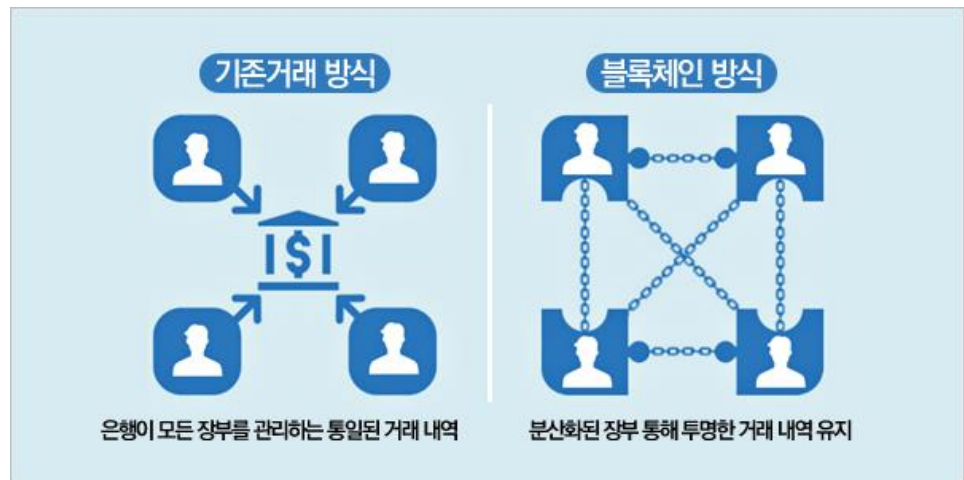 기존거래 방식
블록체인 방식
$
은행이 모든 장부를 관리하는 통일된 거래 내역
분산화된 장부 통해 투명한 거래 내역 유지